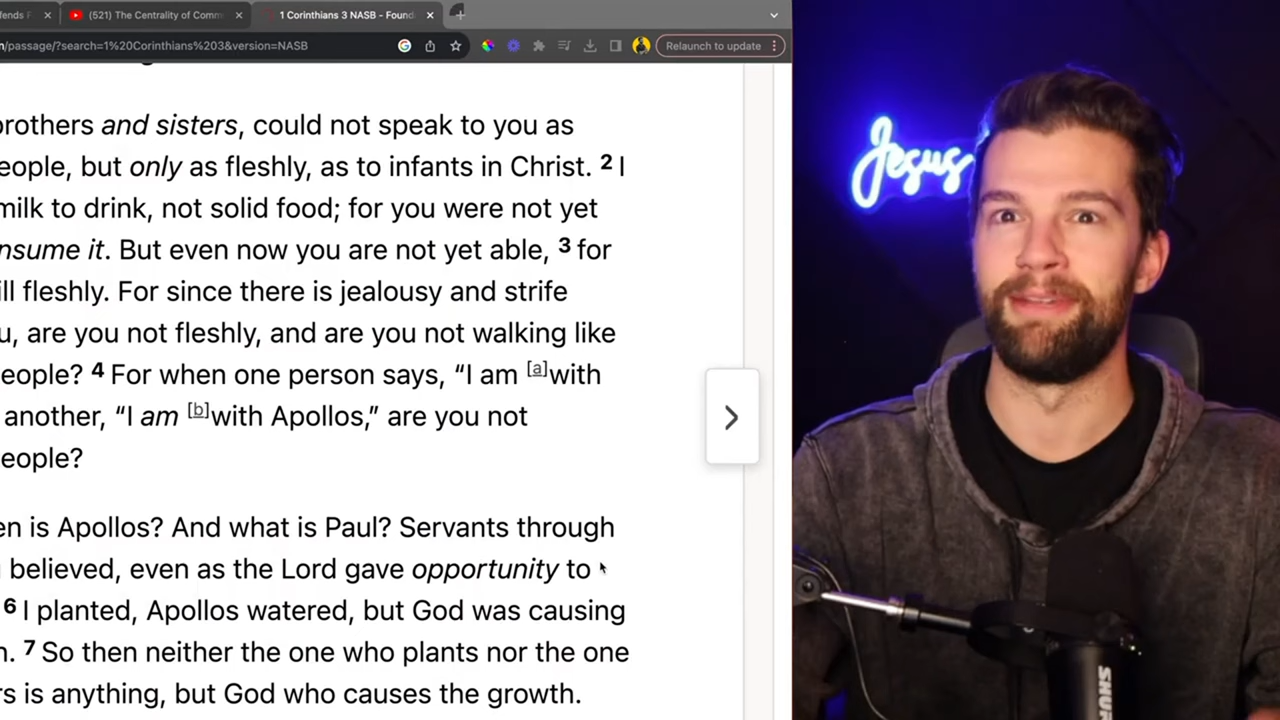 ends F
(521) The Centrality of Comm
1 Corinthians 3 NASB - Found
n/passage/?search=1%20Corinthians%203&version=NASB
Relaunch to update
brothers and sisters, could not speak to you as
eople, but only as fleshly, as to infants in Christ. 2 I
milk to drink, not solid food; for you were not yet
nsume it. But even now you are not yet able, 3 for
ill fleshly. For since there is jealousy and strife
u, are you not fleshly, and are you not walking like
eople? 4 For when one person says, “I am [a]with
another, “I am [b]with Apollos,” are you not
eople?
en is Apollos? And what is Paul? Servants through
believed, even as the Lord gave opportunity to
6 I planted, Apollos watered, but God was causing
h. 7 So then neither the one who plants nor the one
rs is anything, but God who causes the growth.
Jesus
SHUR